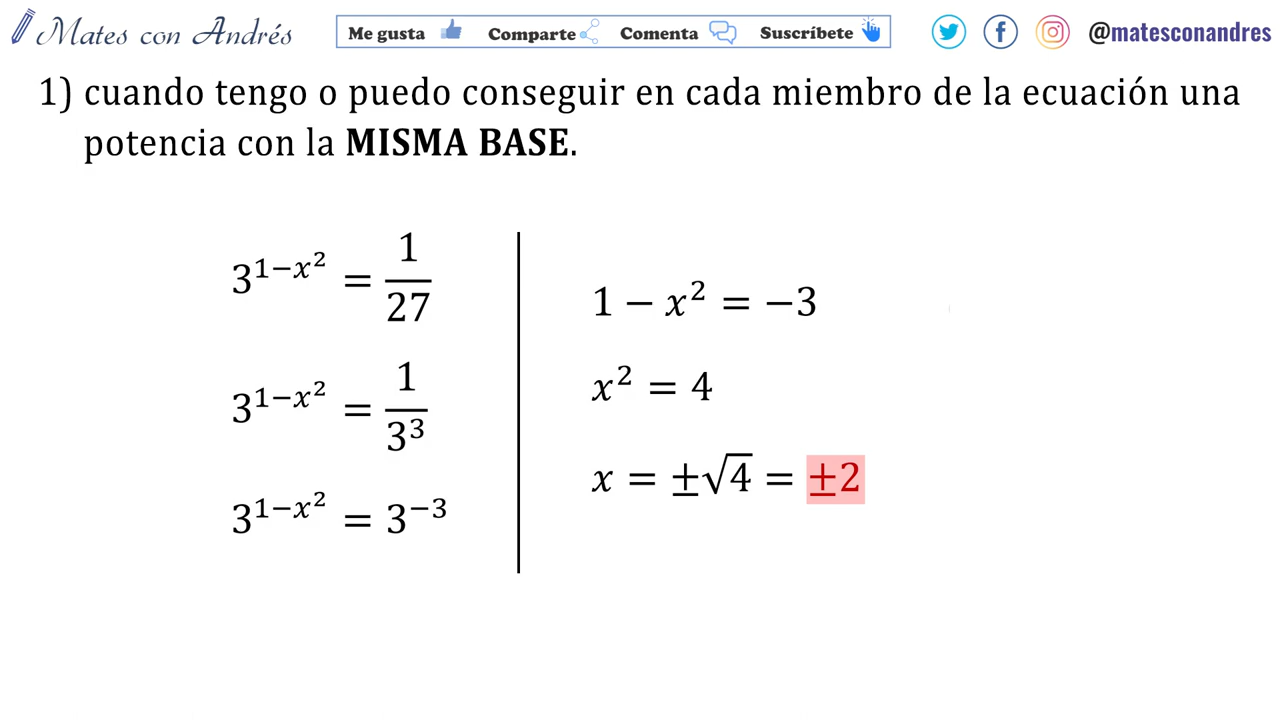 Mates con Andrés
Me gusta Comparte Comenta Suscríbete @matesconandres
1) cuando tengo o puedo conseguir en cada miembro de la ecuación una
potencia con la MISMA BASE.
3^{1−x²} = 1/27
3^{1−x²} = 1/3³
3^{1−x²} = 3^{−3}
1 − x² = −3
x² = 4
x = ±√4 = ±2